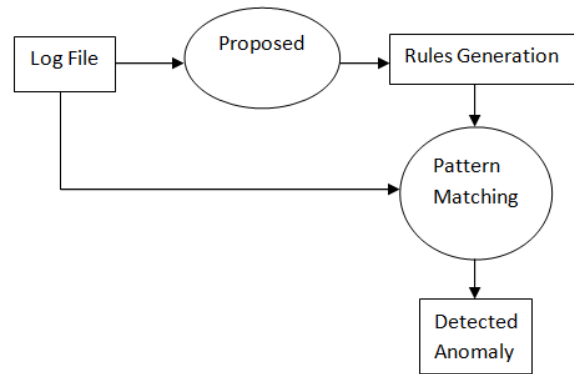 Log File
Proposed
Rules Generation
Pattern
Matching
Detected
Anomaly